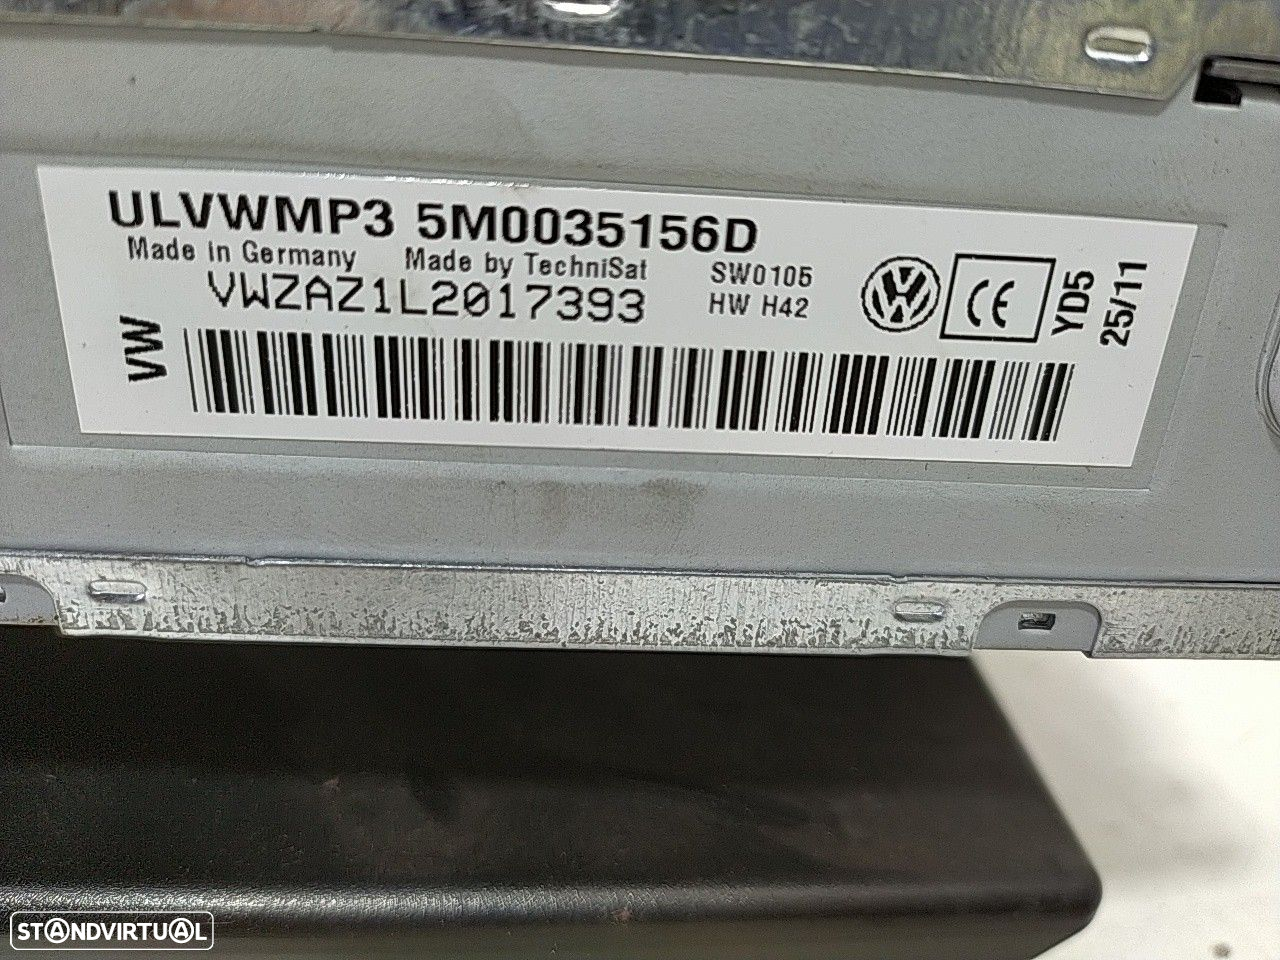 ULVWMP3 5M0035156D
Made in Germany Made by TechniSat SW0105
VWZAZ1L2017393 HW H42
VW
CE
YD5
25/11
STANDVIRTUAL